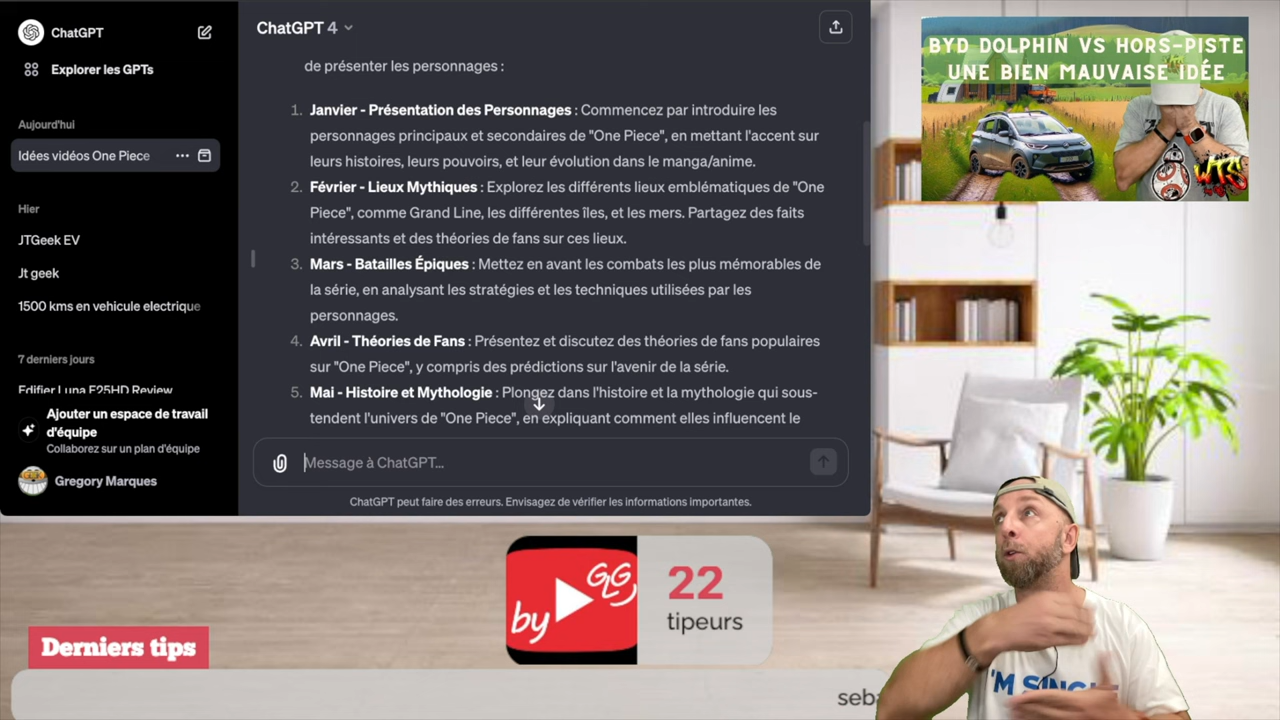 ChatGPT
Explorer les GPTs
Aujourd'hui
Idées vidéos One Piece
Hier
JTGeek EV
Jt geek
1500 kms en vehicule electrique
7 derniers jours
Edifier Luna E25HD Review
Ajouter un espace de travail
d'équipe
Collaborez sur un plan d'équipe
Gregory Marques
ChatGPT 4
de présenter les personnages :
1. Janvier - Présentation des Personnages : Commencez par introduire les
personnages principaux et secondaires de "One Piece", en mettant l'accent sur
leurs histoires, leurs pouvoirs, et leur évolution dans le manga/anime.
2. Février - Lieux Mythiques : Explorez les différents lieux emblématiques de "One
Piece", comme Grand Line, les différentes îles, et les mers. Partagez des faits
intéressants et des théories de fans sur ces lieux.
3. Mars - Batailles Épiques : Mettez en avant les combats les plus mémorables de
la série, en analysant les stratégies et les techniques utilisées par les
personnages.
4. Avril - Théories de Fans : Présentez et discutez des théories de fans populaires
sur "One Piece", y compris des prédictions sur l'avenir de la série.
5. Mai - Histoire et Mythologie : Plongez dans l'histoire et la mythologie qui sous-
tendent l'univers de "One Piece", en expliquant comment elles influencent le
Message à ChatGPT...
ChatGPT peut faire des erreurs. Envisagez de vérifier les informations importantes.
BYD DOLPHIN VS HORS-PISTE
UNE BIEN MAUVAISE IDÉE
by GLG
22
tipeurs
Derniers tips
seba
I'M SINGL